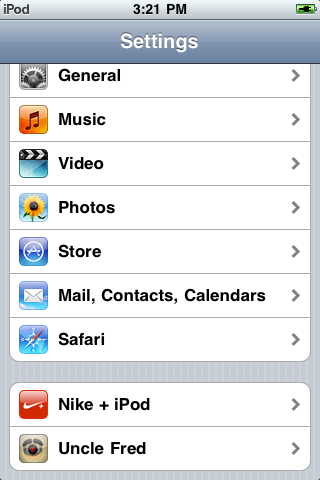 iPod 3:21 PM
Settings
General
Music
Video
Photos
Store
Mail, Contacts, Calendars
Safari
Nike + iPod
Uncle Fred